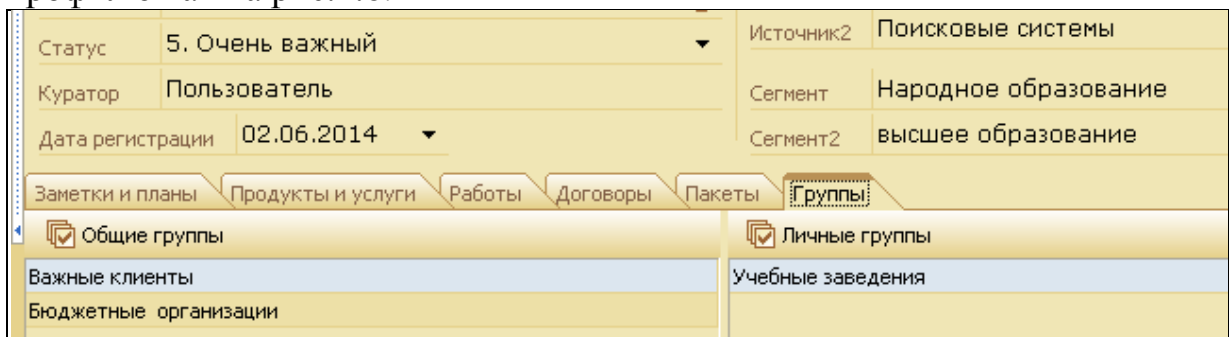 Статус 5. Очень важный Источник2 Поисковые системы
Куратор Пользователь Сегмент Народное образование
Дата регистрации 02.06.2014 Сегмент2 высшее образование
Заметки и планы Продукты и услуги Работы Договоры Пакеты Группы
Общие группы Личные группы
Важные клиенты Учебные заведения
Бюджетные организации